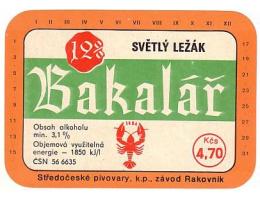 I II III IV V VI VII VIII IX X XI XII
12%
SVĚTLÝ LEŽÁK
Bakalář
Obsah alkoholu
min. 3,1 %
Objemová využitelná
energie – 1850 kJ/l
ČSN 56 6635
Kčs
4,70
Středočeské pivovary, k.p., závod Rakovník